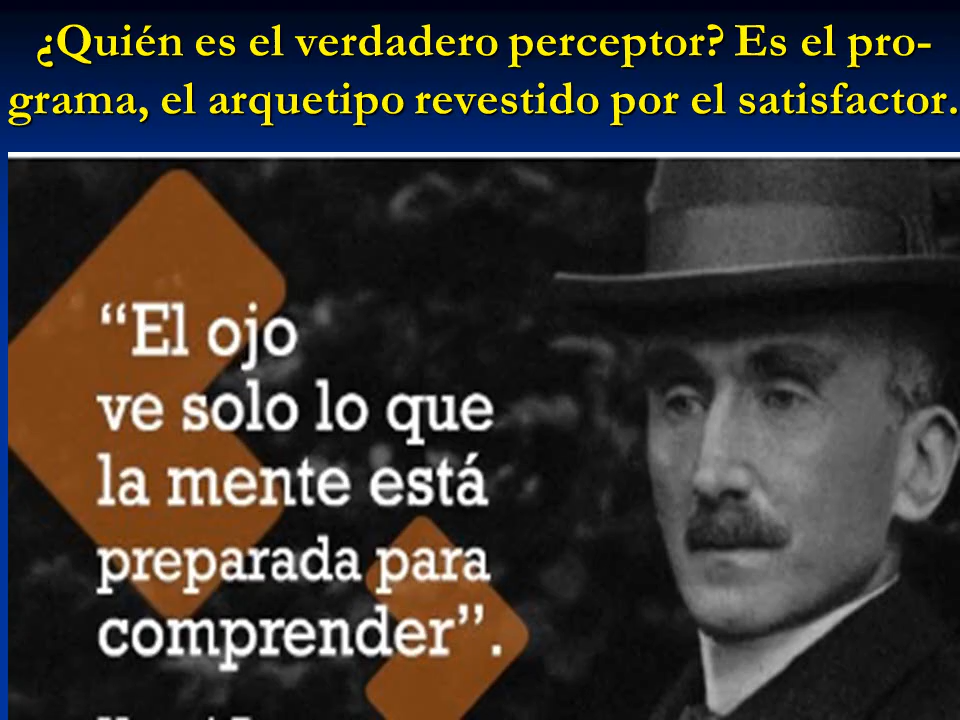 ¿Quién es el verdadero perceptor? Es el pro-
grama, el arquetipo revestido por el satisfactor.
“El ojo
ve solo lo que
la mente está
preparada para
comprender”.